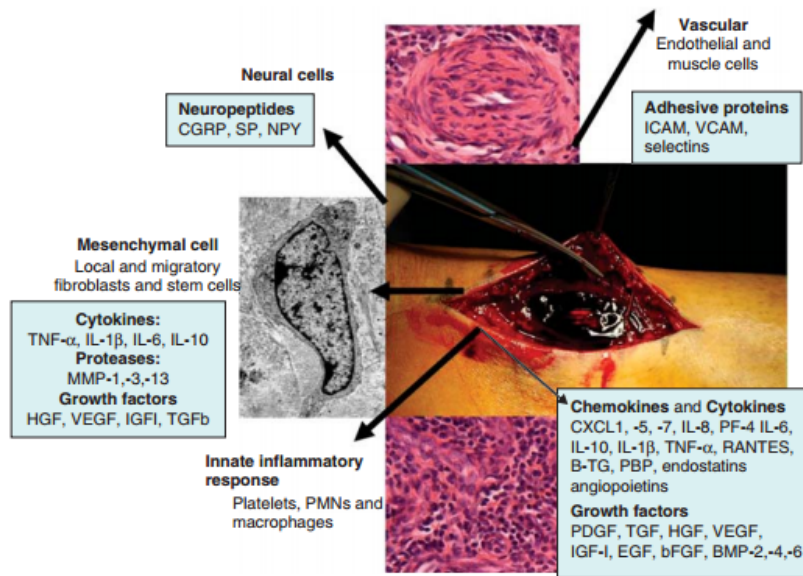 Vascular
Endothelial and
muscle cells
Neural cells
Neuropeptides
CGRP, SP, NPY
Adhesive proteins
ICAM, VCAM,
selectins
Mesenchymal cell
Local and migratory
fibroblasts and stem cells
Cytokines:
TNF-α, IL-1β, IL-6, IL-10
Proteases:
MMP-1,-3,-13
Growth factors
HGF, VEGF, IGFI, TGFb
Innate inflammatory
response
Platelets, PMNs and
macrophages
Chemokines and Cytokines
CXCL1, -5, -7, IL-8, PF-4 IL-6,
IL-10, IL-1β, TNF-α, RANTES,
B-TG, PBP, endostatins
angiopoietins
Growth factors
PDGF, TGF, HGF, VEGF,
IGF-I, EGF, bFGF, BMP-2,-4,-6